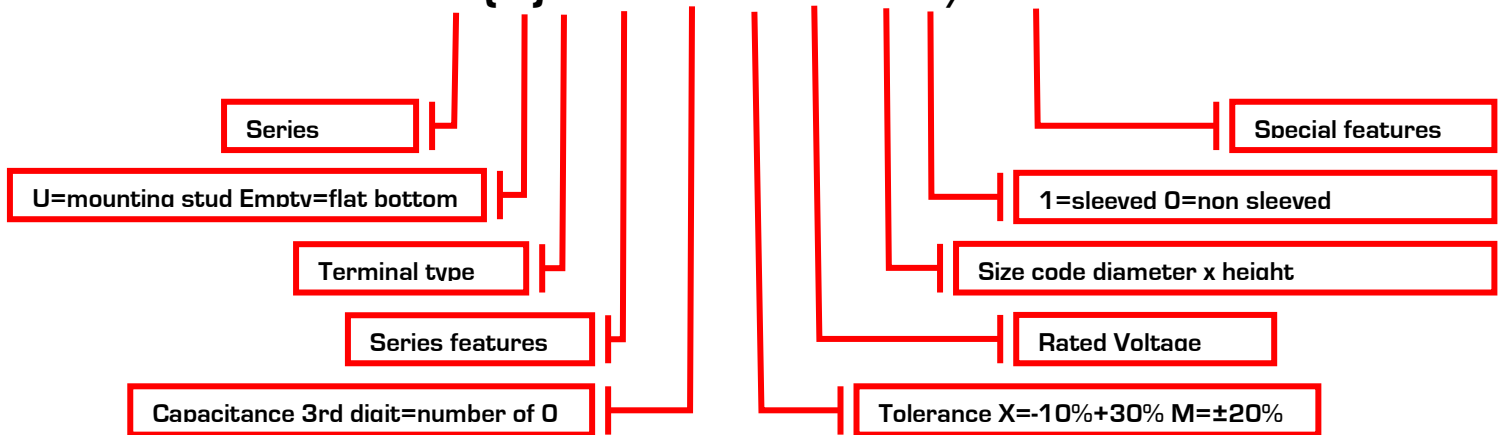 Series
Special features
U=mounting stud Empty=flat bottom
1=sleeved 0=non sleeved
Terminal type
Size code diameter x height
Series features
Rated Voltage
Capacitance 3rd digit=number of 0
Tolerance X=-10%+30% M=±20%